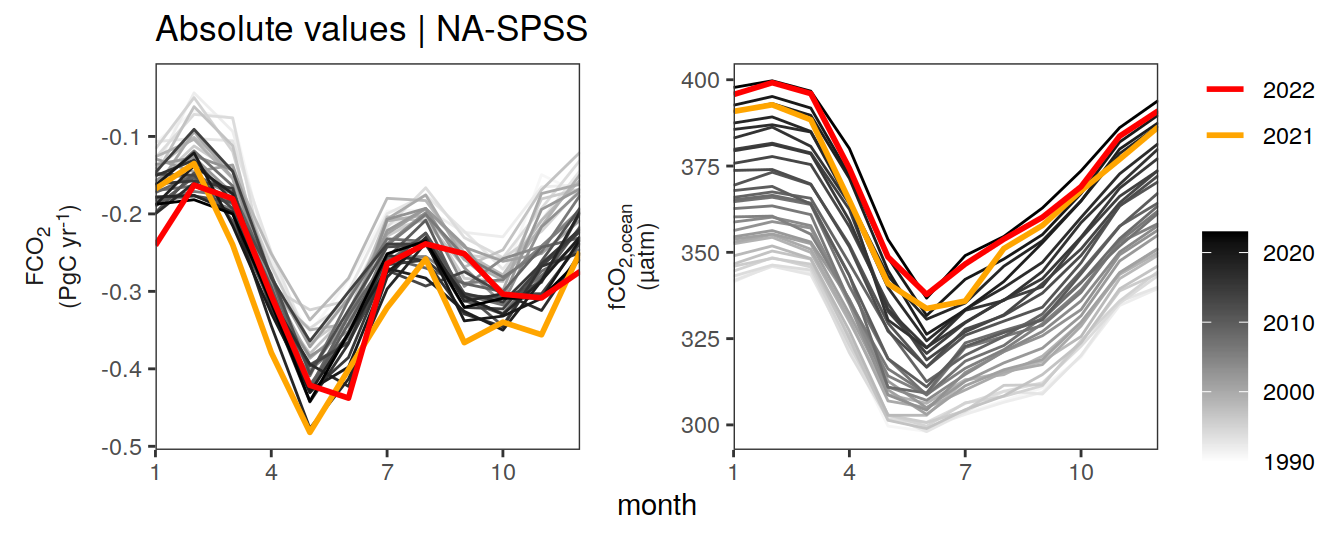 Absolute values | NA-SPSS
FCO₂
(PgC yr⁻¹)
-0.1
-0.2
-0.3
-0.4
-0.5
1 4 7 10
fCO₂,ocean
(µatm)
400
375
350
325
300
1 4 7 10
month
2022
2021
2020
2010
2000
1990